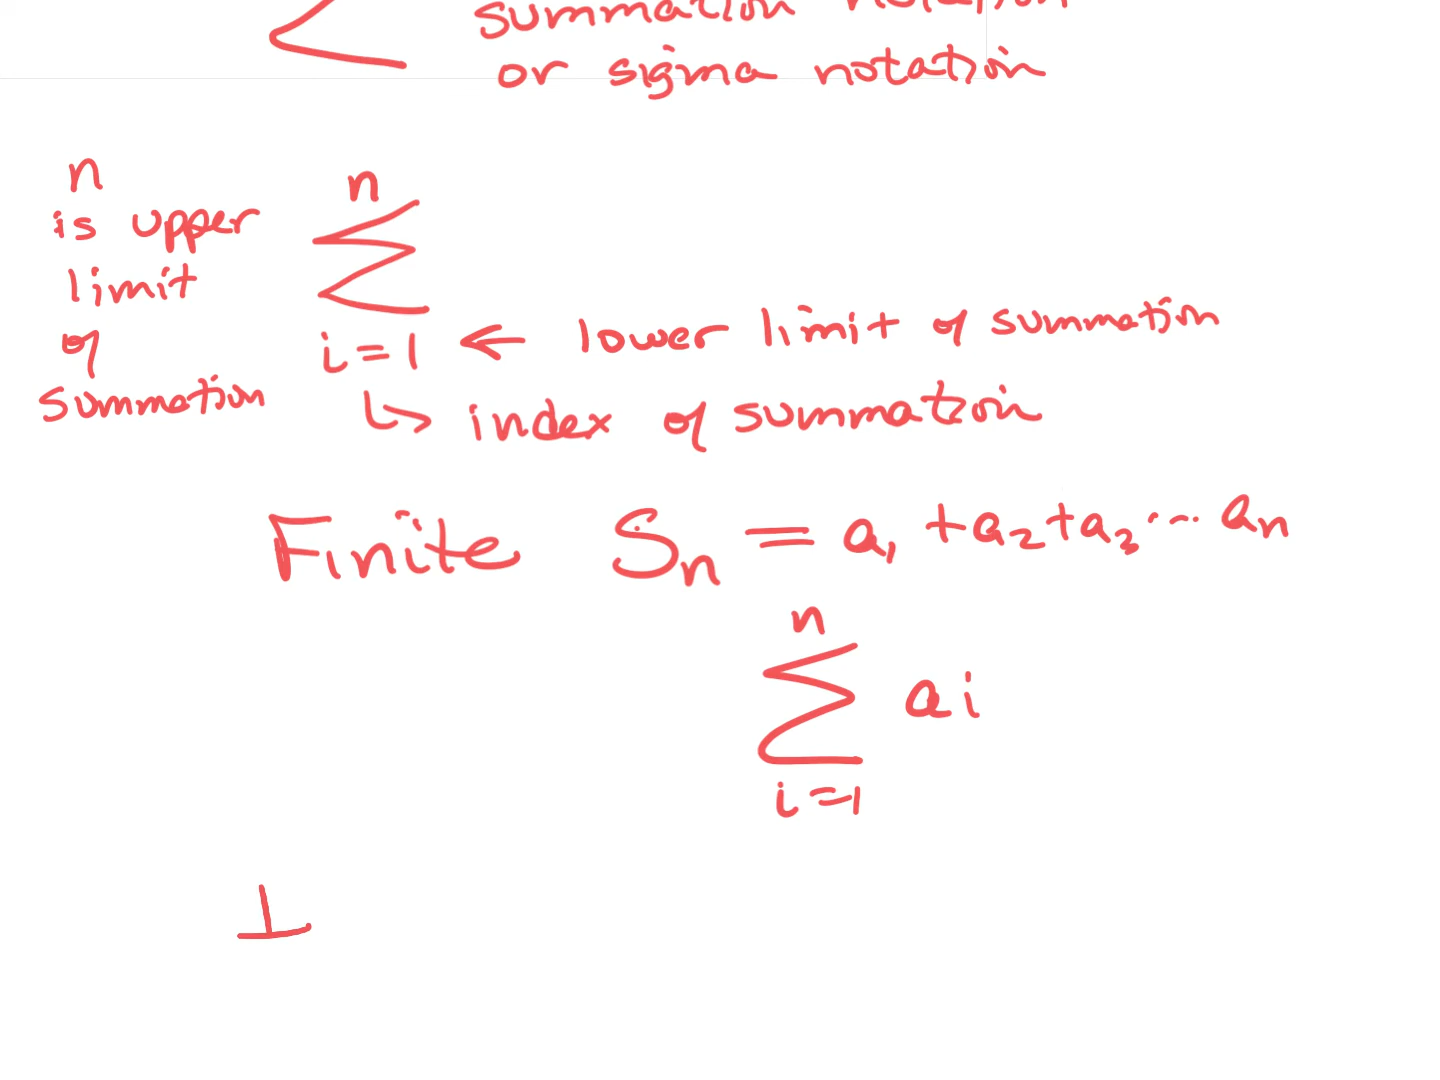 summation notation
or sigma notation
n
is upper
limit
of
summation
n
Σ
i=1 ← lower limit of summation
↳ index of summation
Finite Sₙ = a₁ + a₂ + a₃ ... aₙ
n
Σ ai
i=1